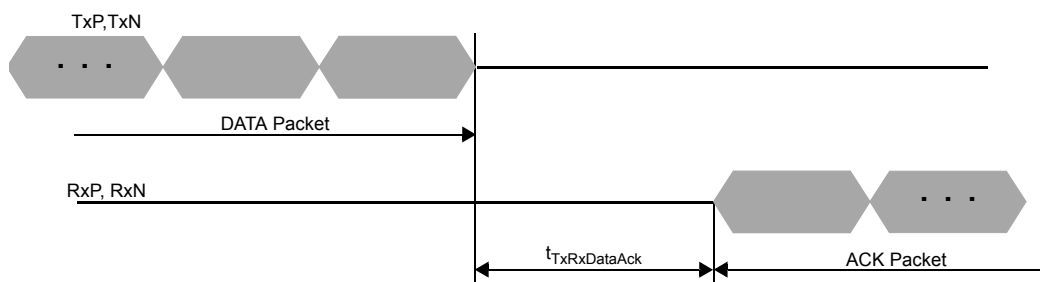 TxP,TxN
. . .
DATA Packet
RxP, RxN
. . .
tTxRxDataAck
ACK Packet